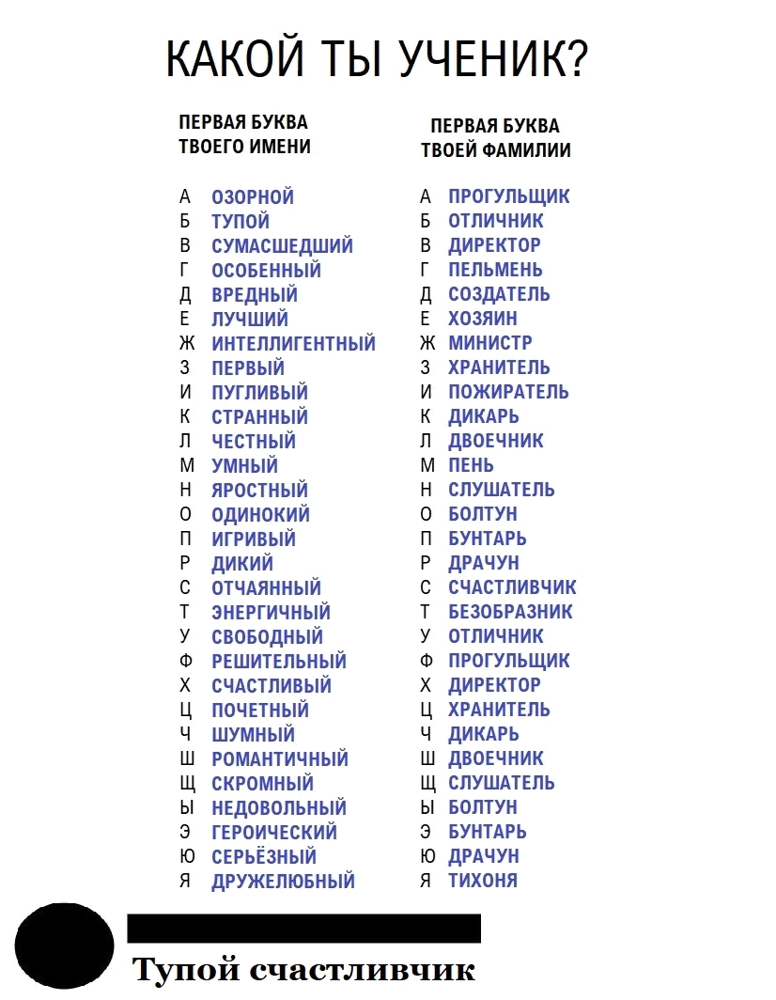 КАКОЙ ТЫ УЧЕНИК?
ПЕРВАЯ БУКВА
ТВОЕГО ИМЕНИ
А ОЗОРНОЙ
Б ТУПОЙ
В СУМАСШЕДШИЙ
Г ОСОБЕННЫЙ
Д ВРЕДНЫЙ
Е ЛУЧШИЙ
Ж ИНТЕЛЛИГЕНТНЫЙ
З ПЕРВЫЙ
И ПУГЛИВЫЙ
К СТРАННЫЙ
Л ЧЕСТНЫЙ
М УМНЫЙ
Н ЯРОСТНЫЙ
О ОДИНОКИЙ
П ИГРИВЫЙ
Р ДИКИЙ
С ОТЧАЯННЫЙ
Т ЭНЕРГИЧНЫЙ
У СВОБОДНЫЙ
Ф РЕШИТЕЛЬНЫЙ
Х СЧАСТЛИВЫЙ
Ц ПОЧЕТНЫЙ
Ч ШУМНЫЙ
Ш РОМАНТИЧНЫЙ
Щ СКРОМНЫЙ
Ы НЕДОВОЛЬНЫЙ
Э ГЕРОИЧЕСКИЙ
Ю СЕРЬЁЗНЫЙ
Я ДРУЖЕЛЮБНЫЙ
ПЕРВАЯ БУКВА
ТВОЕЙ ФАМИЛИИ
А ПРОГУЛЬЩИК
Б ОТЛИЧНИК
В ДИРЕКТОР
Г ПЕЛЬМЕНЬ
Д СОЗДАТЕЛЬ
Е ХОЗЯИН
Ж МИНИСТР
З ХРАНИТЕЛЬ
И ПОЖИРАТЕЛЬ
К ДИКАРЬ
Л ДВОЕЧНИК
М ПЕНЬ
Н СЛУШАТЕЛЬ
О БОЛТУН
П БУНТАРЬ
Р ДРАЧУН
С СЧАСТЛИВЧИК
Т БЕЗОБРАЗНИК
У ОТЛИЧНИК
Ф ПРОГУЛЬЩИК
Х ДИРЕКТОР
Ц ХРАНИТЕЛЬ
Ч ДИКАРЬ
Ш ДВОЕЧНИК
Щ СЛУШАТЕЛЬ
Ы БОЛТУН
Э БУНТАРЬ
Ю ДРАЧУН
Я ТИХОНЯ
Тупой счастливчик